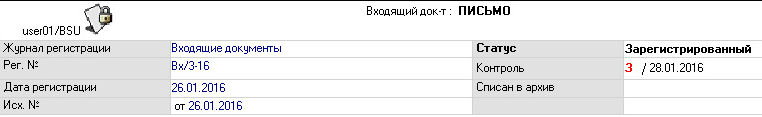 Входящий док-т : ПИСЬМО
user01/BSU
Журнал регистрации Входящие документы Статус Зарегистрированный
Рег. № Вх/3-16 Контроль 3 / 28.01.2016
Дата регистрации 26.01.2016 Списан в архив
Исх. № от 26.01.2016